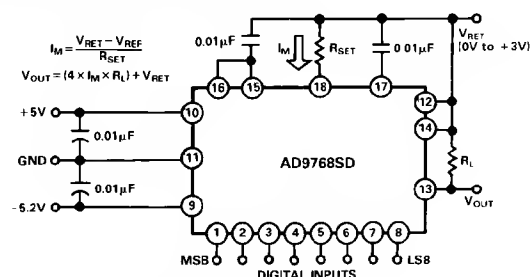 I_M = V_RET − V_REF / R_SET
V_OUT = (4 × I_M × R_L) + V_RET
0.01µF
I_M
R_SET
0.01µF
V_RET
(0V to +3V)
16
15
18
17
12
14
13
+5V
10
0.01µF
GND
11
0.01µF
-5.2V
9
AD9768SD
R_L
V_OUT
1 2 3 4 5 6 7 8
MSB
LSB
DIGITAL INPUTS